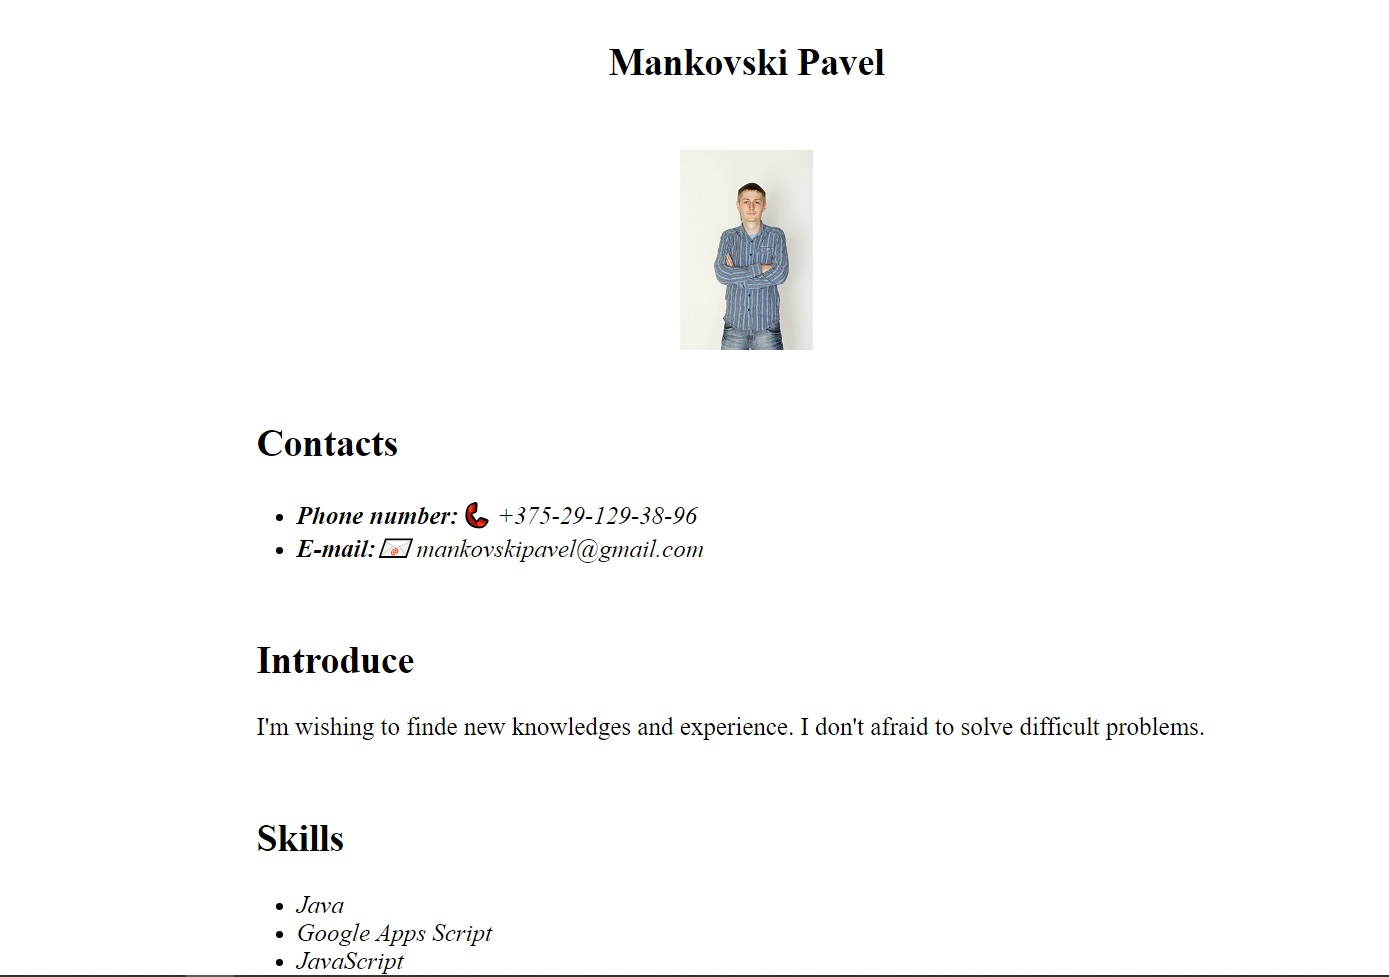 Mankovski Pavel
Contacts
Phone number: +375-29-129-38-96
E-mail: mankovskipavel@gmail.com
Introduce
I'm wishing to finde new knowledges and experience. I don't afraid to solve difficult problems.
Skills
Java
Google Apps Script
JavaScript